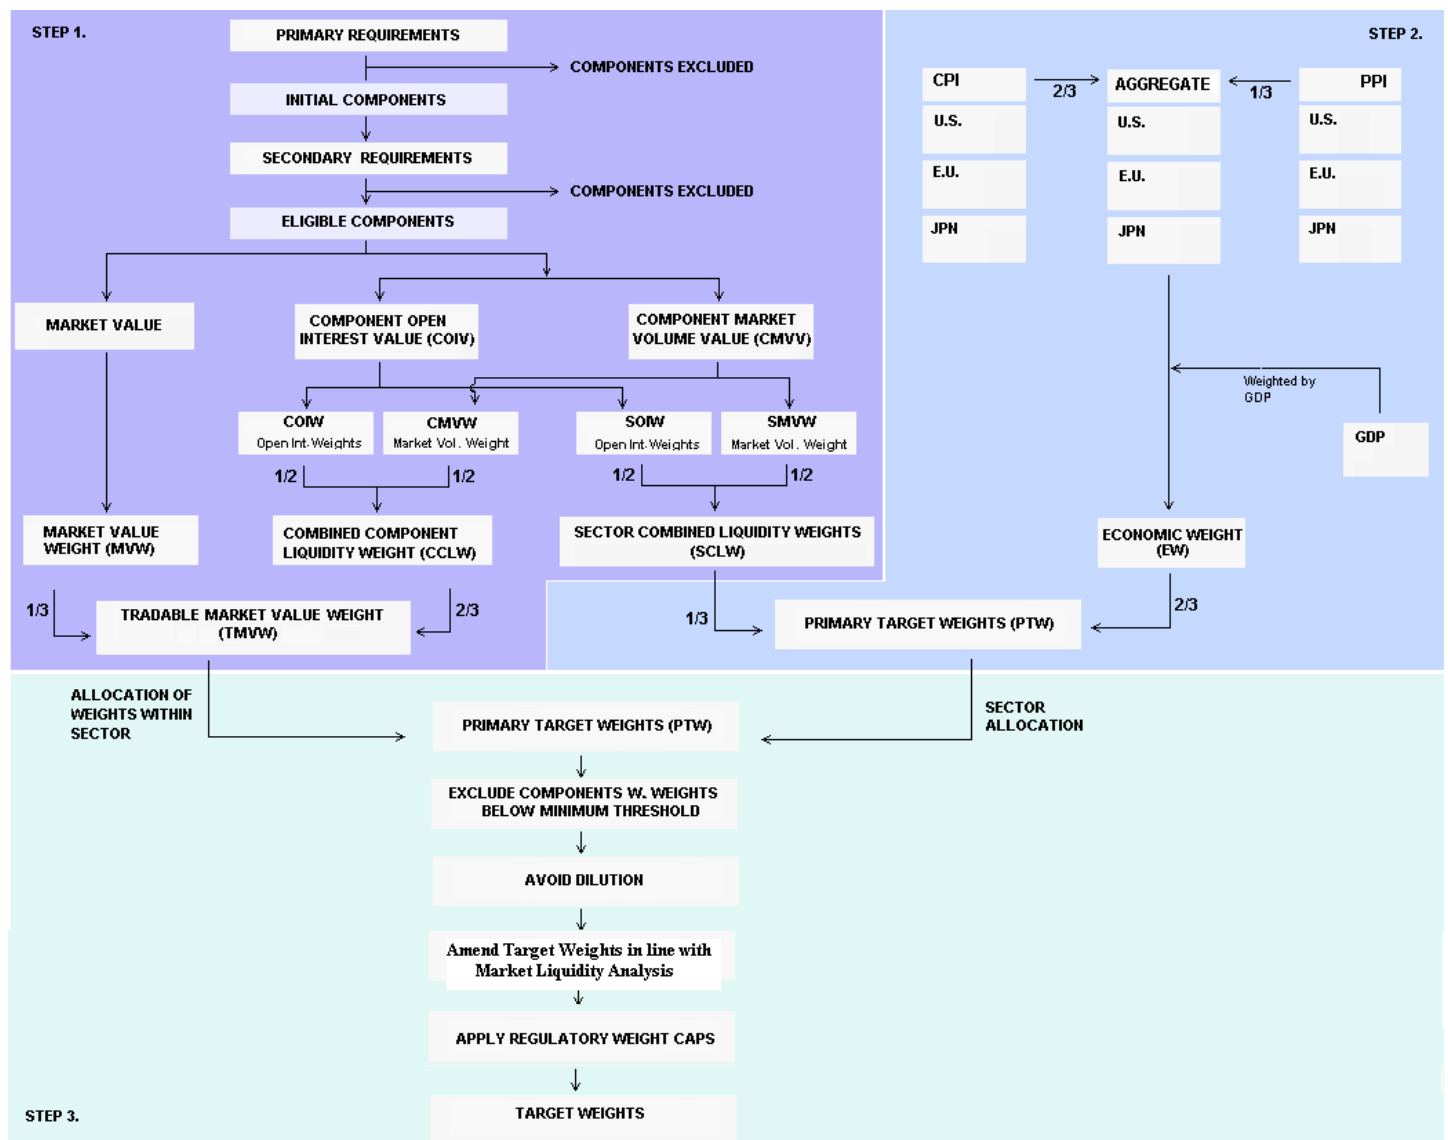 STEP 1.
PRIMARY REQUIREMENTS
COMPONENTS EXCLUDED
INITIAL COMPONENTS
SECONDARY REQUIREMENTS
COMPONENTS EXCLUDED
ELIGIBLE COMPONENTS
MARKET VALUE
COMPONENT OPEN
INTEREST VALUE (COIV)
COMPONENT MARKET
VOLUME VALUE (CMVV)
COIW
Open Int. Weights
CMVW
Market Vol. Weight
SOIW
Open Int. Weights
SMVW
Market Vol. Weight
1/2
1/2
1/2
1/2
MARKET VALUE
WEIGHT (MVW)
COMBINED COMPONENT
LIQUIDITY WEIGHT (CCLW)
SECTOR COMBINED LIQUIDITY WEIGHTS
(SCLW)
1/3
TRADABLE MARKET VALUE WEIGHT
(TMVW)
2/3
STEP 2.
CPI
2/3
AGGREGATE
1/3
PPI
U.S.
U.S.
U.S.
E.U.
E.U.
E.U.
JPN
JPN
JPN
Weighted by
GDP
GDP
ECONOMIC WEIGHT
(EW)
1/3
PRIMARY TARGET WEIGHTS (PTW)
2/3
ALLOCATION OF
WEIGHTS WITHIN
SECTOR
PRIMARY TARGET WEIGHTS (PTW)
SECTOR
ALLOCATION
EXCLUDE COMPONENTS W. WEIGHTS
BELOW MINIMUM THRESHOLD
AVOID DILUTION
Amend Target Weights in line with
Market Liquidity Analysis
APPLY REGULATORY WEIGHT CAPS
TARGET WEIGHTS
STEP 3.